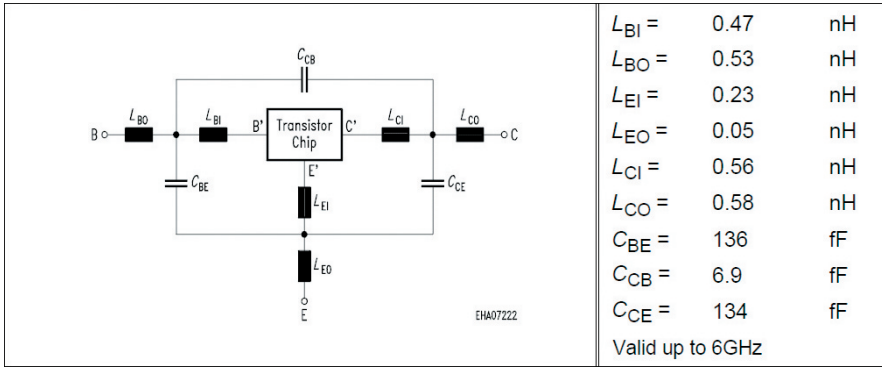 C_CB
L_BO
L_BI
B'
Transistor
Chip
C'
L_CI
L_CO
B
C
E'
C_BE
L_EI
C_CE
L_EO
E
EHA07222
L_BI = 0.47 nH
L_BO = 0.53 nH
L_EI = 0.23 nH
L_EO = 0.05 nH
L_CI = 0.56 nH
L_CO = 0.58 nH
C_BE = 136 fF
C_CB = 6.9 fF
C_CE = 134 fF
Valid up to 6GHz